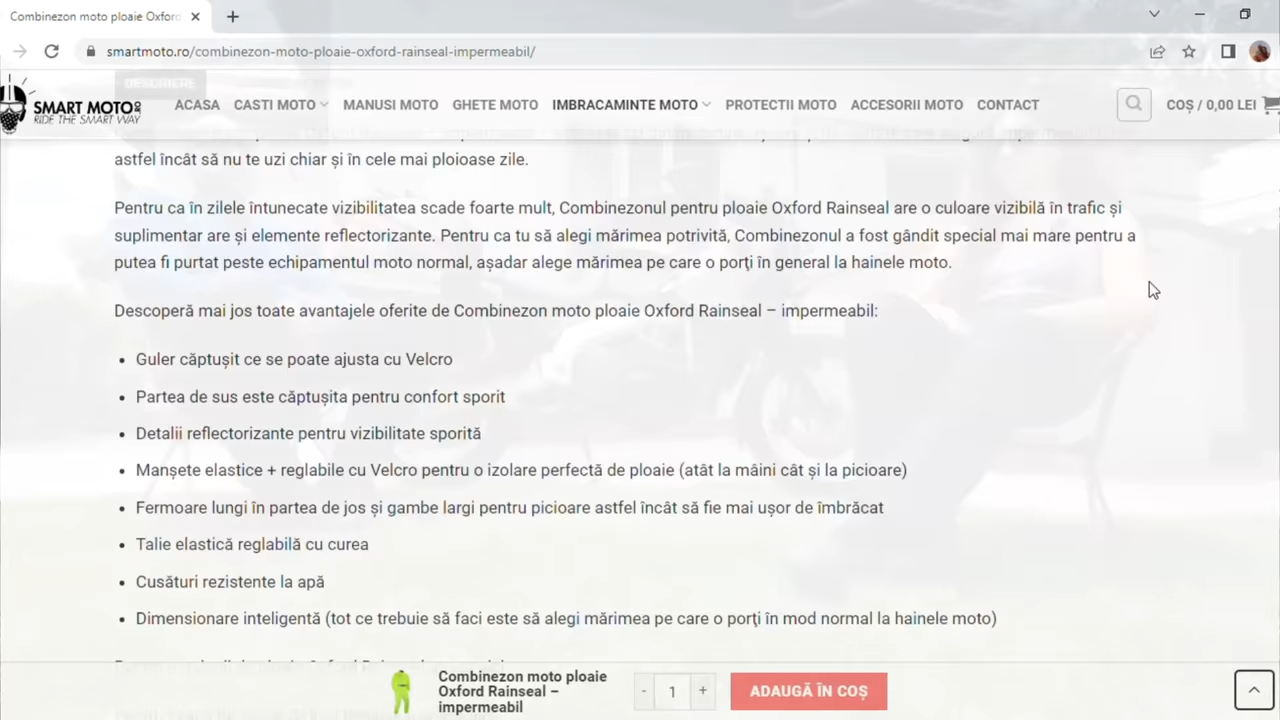 Combinezon moto ploaie Oxford
smartmoto.ro/combinezon-moto-ploaie-oxford-rainseal-impermeabil/
DESCRIERE
SMART MOTO.RO
RIDE THE SMART WAY
ACASA CASTI MOTO MANUSI MOTO GHETE MOTO IMBRACAMINTE MOTO PROTECTII MOTO ACCESORII MOTO CONTACT COȘ / 0,00 LEI
astfel încât să nu te uzi chiar și în cele mai ploioase zile.
Pentru ca în zilele întunecate vizibilitatea scade foarte mult, Combinezonul pentru ploaie Oxford Rainseal are o culoare vizibilă în trafic și
suplimentar are și elemente reflectorizante. Pentru ca tu să alegi mărimea potrivită, Combinezonul a fost gândit special mai mare pentru a
putea fi purtat peste echipamentul moto normal, așadar alege mărimea pe care o porţi în general la hainele moto.
Descoperă mai jos toate avantajele oferite de Combinezon moto ploaie Oxford Rainseal – impermeabil:
• Guler căptușit ce se poate ajusta cu Velcro
• Partea de sus este căptușita pentru confort sporit
• Detalii reflectorizante pentru vizibilitate sporită
• Manșete elastice + reglabile cu Velcro pentru o izolare perfectă de ploaie (atât la mâini cât și la picioare)
• Fermoare lungi în partea de jos și gambe largi pentru picioare astfel încât să fie mai ușor de îmbrăcat
• Talie elastică reglabilă cu curea
• Cusături rezistente la apă
• Dimensionare inteligentă (tot ce trebuie să faci este să alegi mărimea pe care o porţi în mod normal la hainele moto)
Combinezon moto ploaie
Oxford Rainseal –
impermeabil
- 1 +
ADAUGĂ ÎN COȘ